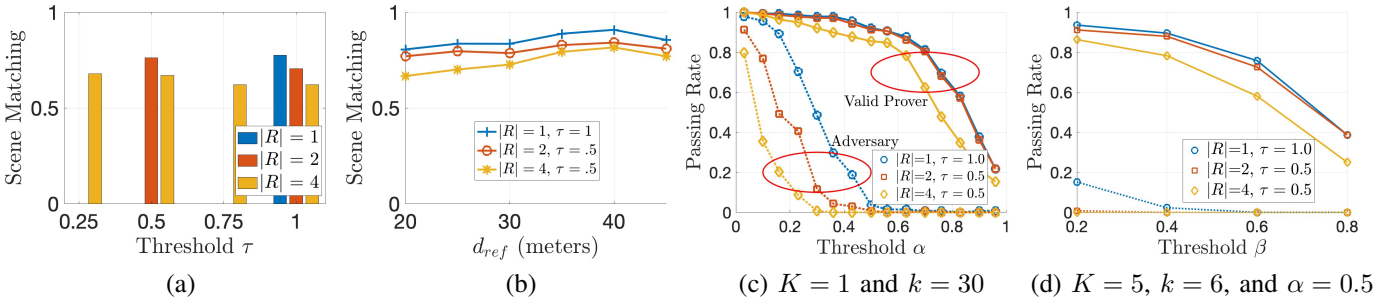 1
0.5
0
Scene Matching
0.25
0.5
0.75
1
Threshold τ
|R| = 1
|R| = 2
|R| = 4
(a)
1
0.5
0
Scene Matching
20
30
40
d_ref (meters)
|R| = 1, τ = 1
|R| = 2, τ = .5
|R| = 4, τ = .5
(b)
1
0.8
0.6
0.4
0.2
0
Passing Rate
0
0.2
0.4
0.6
0.8
1
Threshold α
Valid Prover
Adversary
|R|=1, τ = 1.0
|R|=2, τ = 0.5
|R|=4, τ = 0.5
(c) K = 1 and k = 30
1
0.8
0.6
0.4
0.2
0
Passing Rate
0.2
0.4
0.6
0.8
Threshold β
|R|=1, τ = 1.0
|R|=2, τ = 0.5
|R|=4, τ = 0.5
(d) K = 5, k = 6, and α = 0.5